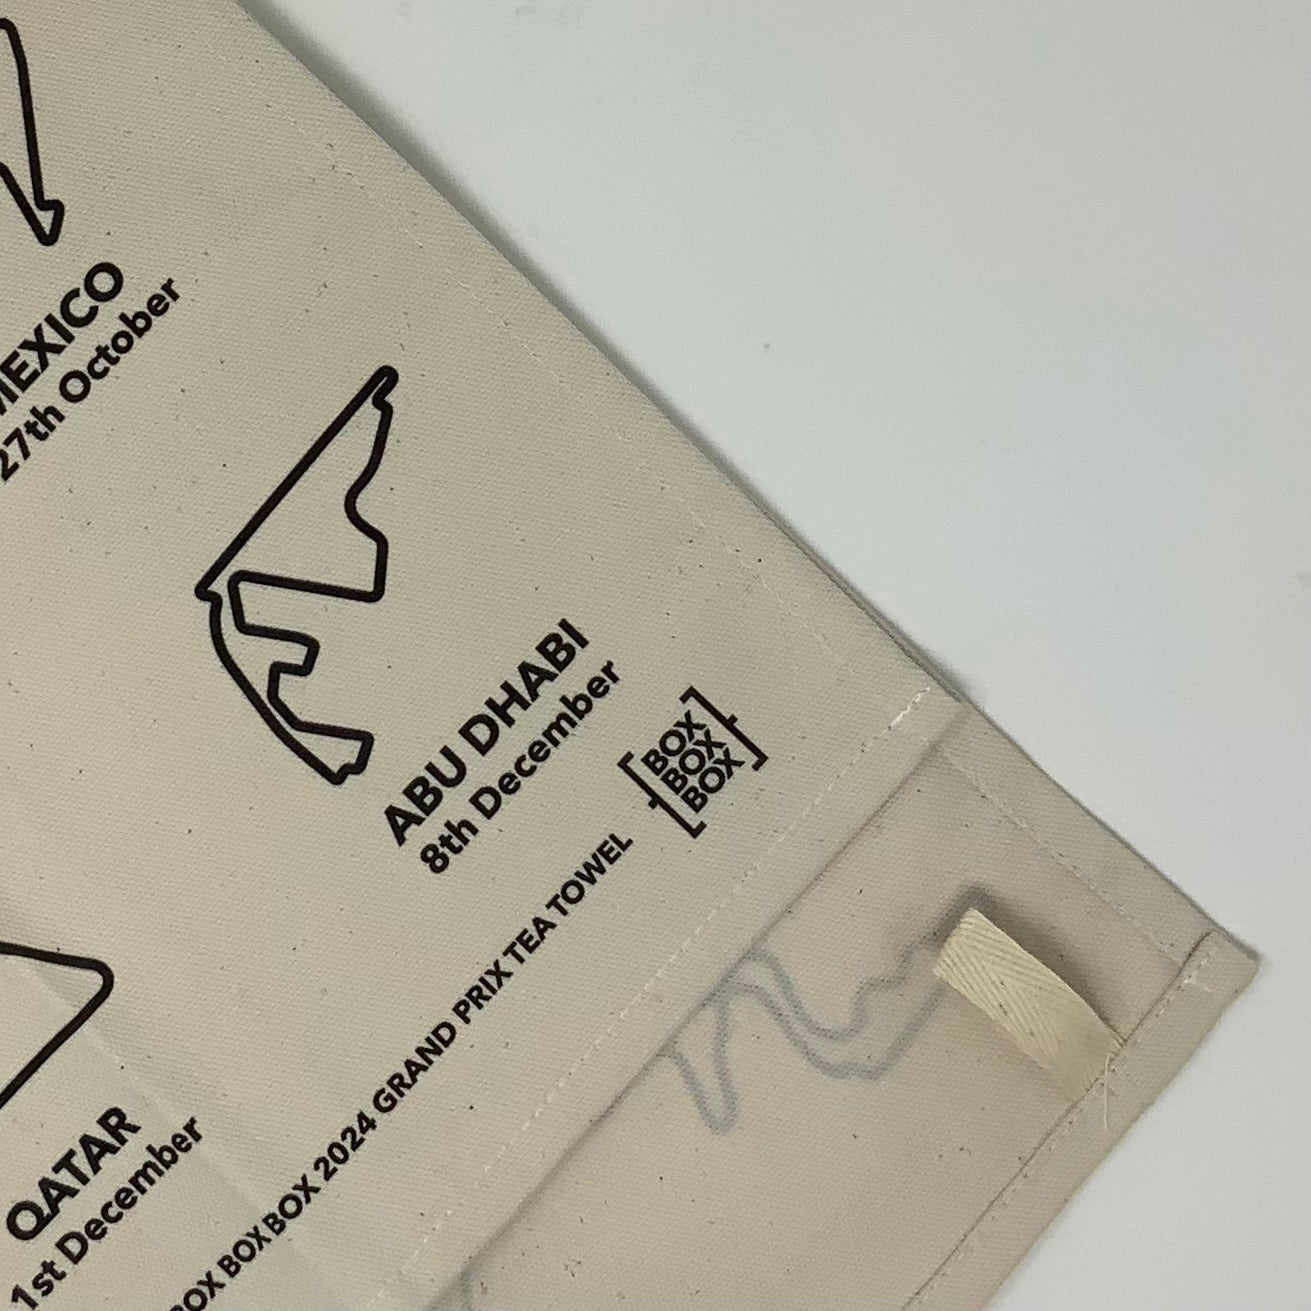 MEXICO
27th October
ABU DHABI
8th December
QATAR
1st December
BOX BOX BOX 2024 GRAND PRIX TEA TOWEL
BOX
BOX
BOX